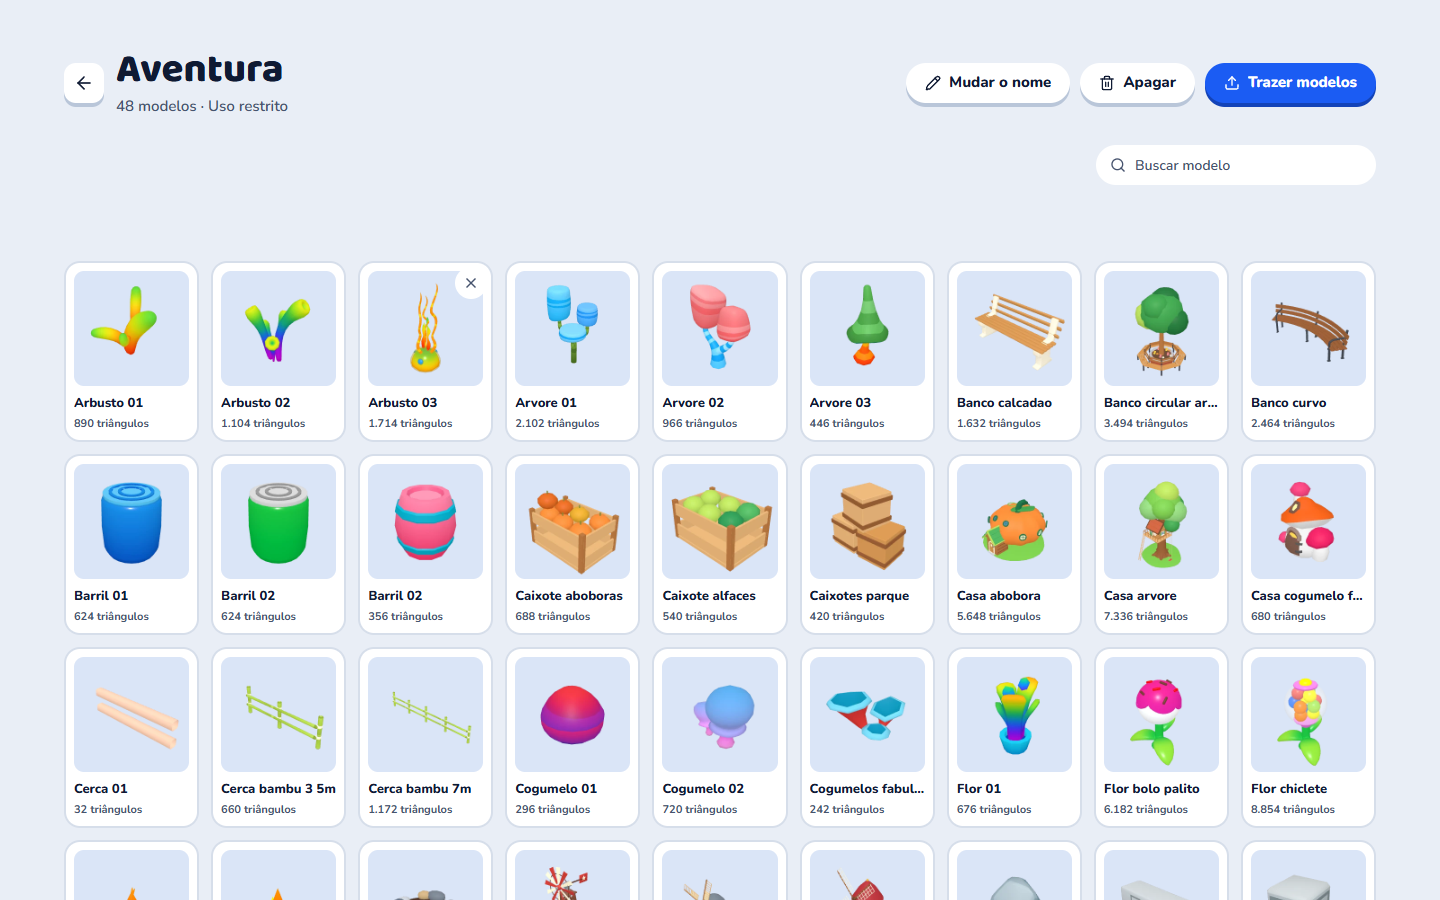 Aventura
48 modelos · Uso restrito
Mudar o nome
Apagar
Trazer modelos
Buscar modelo
Arbusto 01
890 triângulos
Arbusto 02
1.104 triângulos
Arbusto 03
1.714 triângulos
Arvore 01
2.102 triângulos
Arvore 02
966 triângulos
Arvore 03
446 triângulos
Banco calcadao
1.632 triângulos
Banco circular ar...
3.494 triângulos
Banco curvo
2.464 triângulos
Barril 01
624 triângulos
Barril 02
624 triângulos
Barril 02
356 triângulos
Caixote aboboras
688 triângulos
Caixote alfaces
540 triângulos
Caixotes parque
420 triângulos
Casa abobora
5.648 triângulos
Casa arvore
7.336 triângulos
Casa cogumelo f...
680 triângulos
Cerca 01
32 triângulos
Cerca bambu 3 5m
660 triângulos
Cerca bambu 7m
1.172 triângulos
Cogumelo 01
296 triângulos
Cogumelo 02
720 triângulos
Cogumelos fabul...
242 triângulos
Flor 01
676 triângulos
Flor bolo palito
6.182 triângulos
Flor chiclete
8.854 triângulos